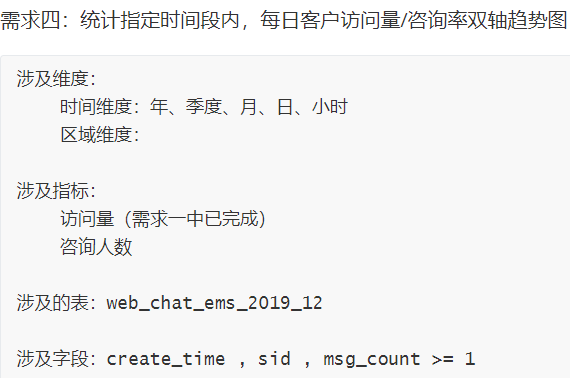 需求四：统计指定时间段内，每日客户访问量/咨询率双轴趋势图
涉及维度：
时间维度：年、季度、月、日、小时
区域维度：
涉及指标：
访问量（需求一中已完成）
咨询人数
涉及的表：web_chat_ems_2019_12
涉及字段：create_time , sid , msg_count >= 1